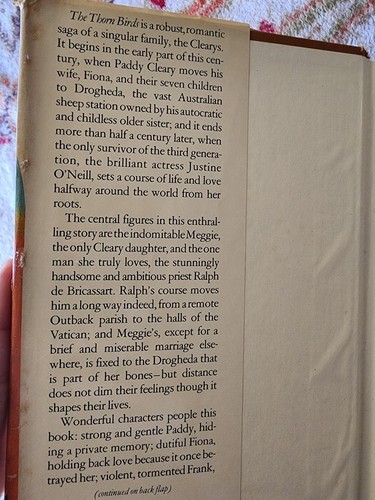 The Thorn Birds is a robust, romantic
saga of a singular family, the Clearys.
It begins in the early part of this cen-
tury, when Paddy Cleary moves his
wife, Fiona, and their seven children
to Drogheda, the vast Australian
sheep station owned by his autocratic
and childless older sister; and it ends
more than half a century later, when
the only survivor of the third genera-
tion, the brilliant actress Justine
O'Neill, sets a course of life and love
halfway around the world from her
roots.
The central figures in this enthral-
ling story are the indomitable Meggie,
the only Cleary daughter, and the one
man she truly loves, the stunningly
handsome and ambitious priest Ralph
de Bricassart. Ralph's course moves
him a long way indeed, from a remote
Outback parish to the halls of the
Vatican; and Meggie's, except for a
brief and miserable marriage else-
where, is fixed to the Drogheda that
is part of her bones—but distance
does not dim their feelings though it
shapes their lives.
Wonderful characters people this
book: strong and gentle Paddy, hid-
ing a private memory; dutiful Fiona,
holding back love because it once be-
trayed her; violent, tormented Frank,
(continued on back flap)